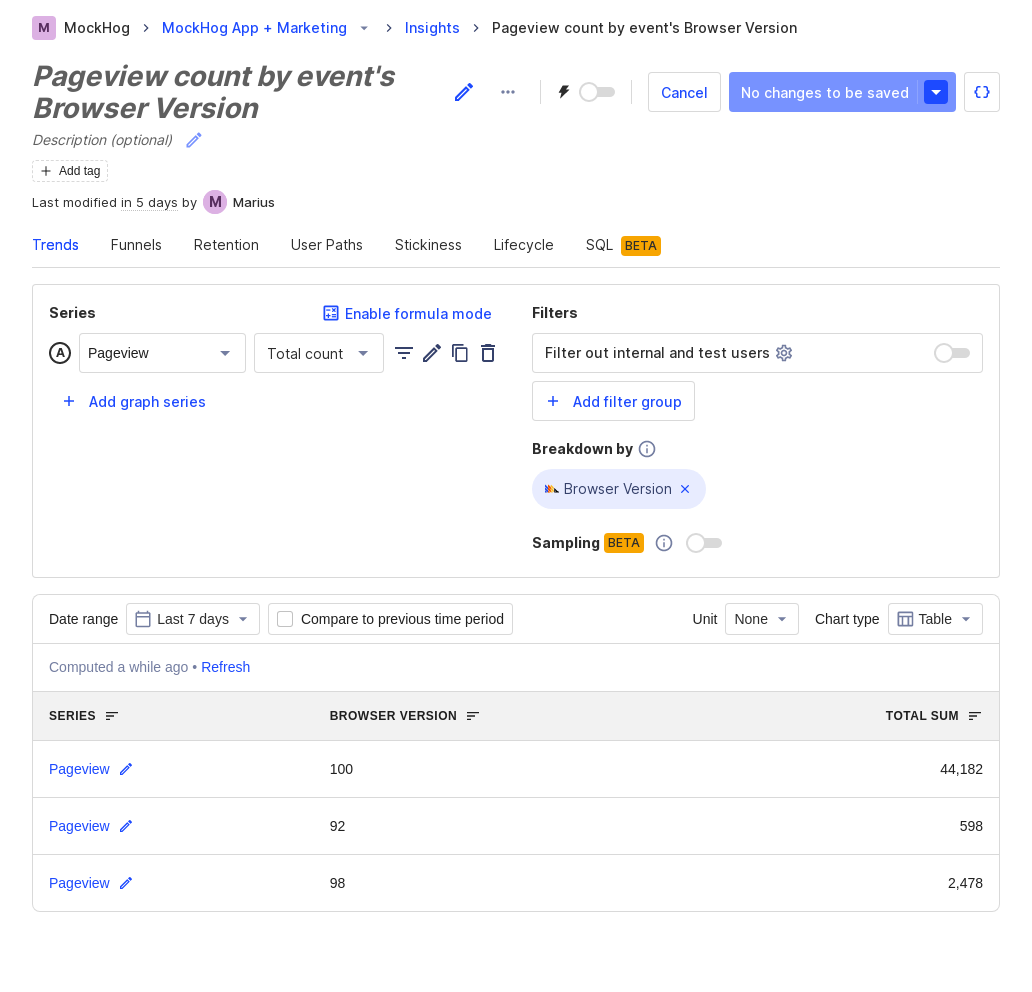 M MockHog MockHog App + Marketing Insights Pageview count by event's Browser Version
Pageview count by event's
Browser Version
Cancel No changes to be saved
Description (optional)
Add tag
Last modified in 5 days by M Marius
Trends Funnels Retention User Paths Stickiness Lifecycle SQL BETA
Series Enable formula mode Filters
A Pageview Total count Filter out internal and test users
Add graph series Add filter group
Breakdown by
Browser Version
Sampling BETA
Date range Last 7 days Compare to previous time period Unit None Chart type Table
Computed a while ago • Refresh
SERIES BROWSER VERSION TOTAL SUM
Pageview 100 44,182
Pageview 92 598
Pageview 98 2,478